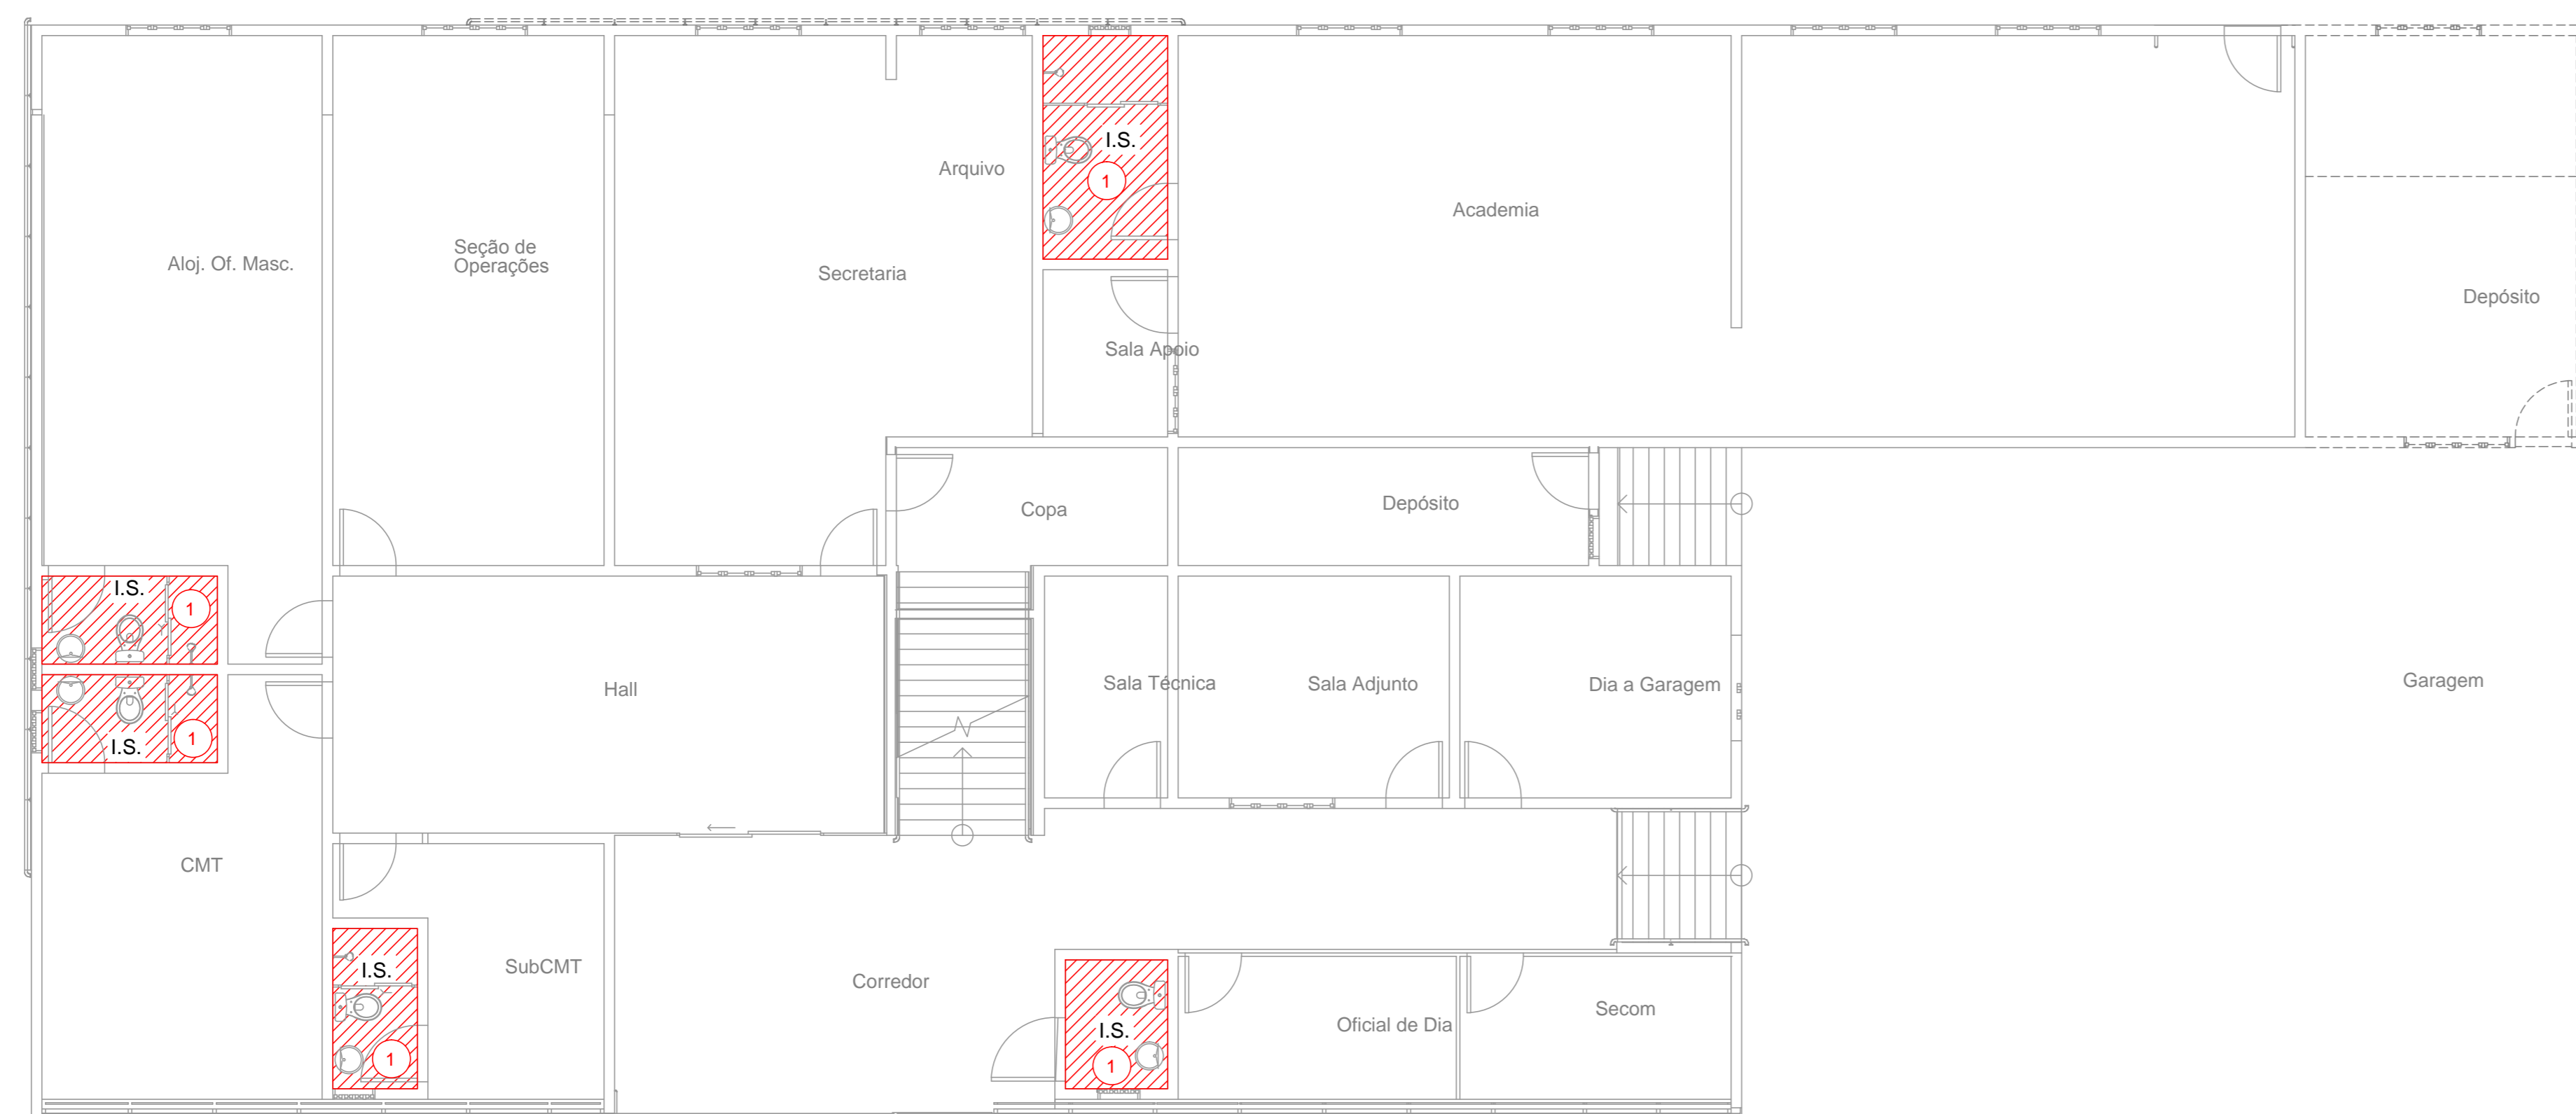 I.S.
Arquivo
1
Academia
Seção de
Operações
Aloj. Of. Masc.
Secretaria
Depósito
Sala Apoio
Copa
Depósito
I.S.
1
Hall
Sala Técnica
Sala Adjunto
Dia a Garagem
Garagem
I.S.
1
CMT
I.S.
SubCMT
Corredor
Secom
Oficial de Dia
I.S.
1
1